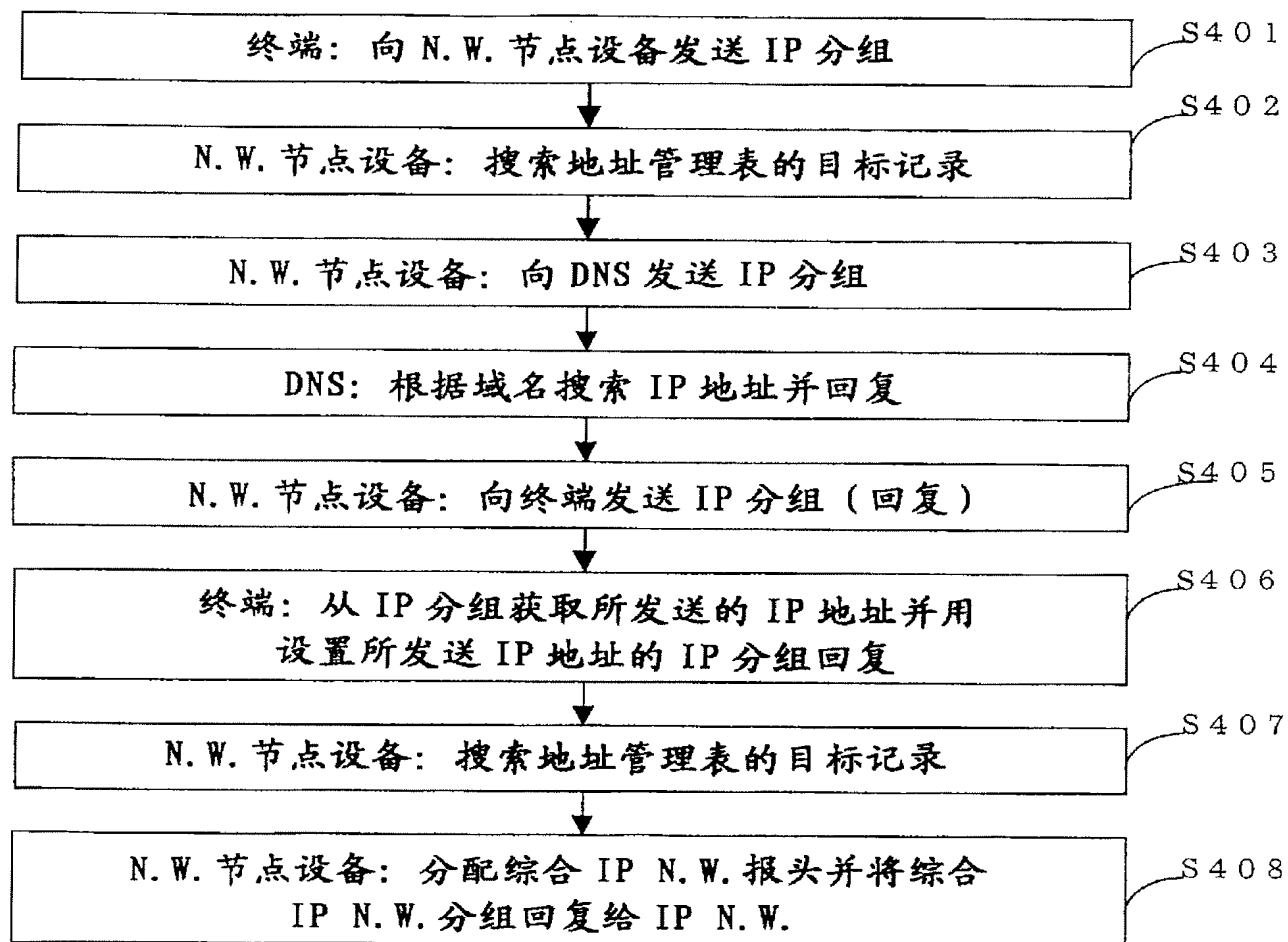 终端: 向 N.W.节点设备发送 IP 分组
S401
S402
N.W.节点设备: 搜索地址管理表的目标记录
S403
N.W.节点设备: 向 DNS 发送 IP 分组
S404
DNS: 根据域名搜索 IP 地址并回复
S405
N.W.节点设备: 向终端发送 IP 分组 (回复)
S406
终端: 从 IP 分组获取所发送的 IP 地址并用
设置所发送 IP 地址的 IP 分组回复
S407
N.W.节点设备: 搜索地址管理表的目标记录
S408
N.W.节点设备: 分配综合 IP N.W.报头并将综合
IP N.W.分组回复给 IP N.W.